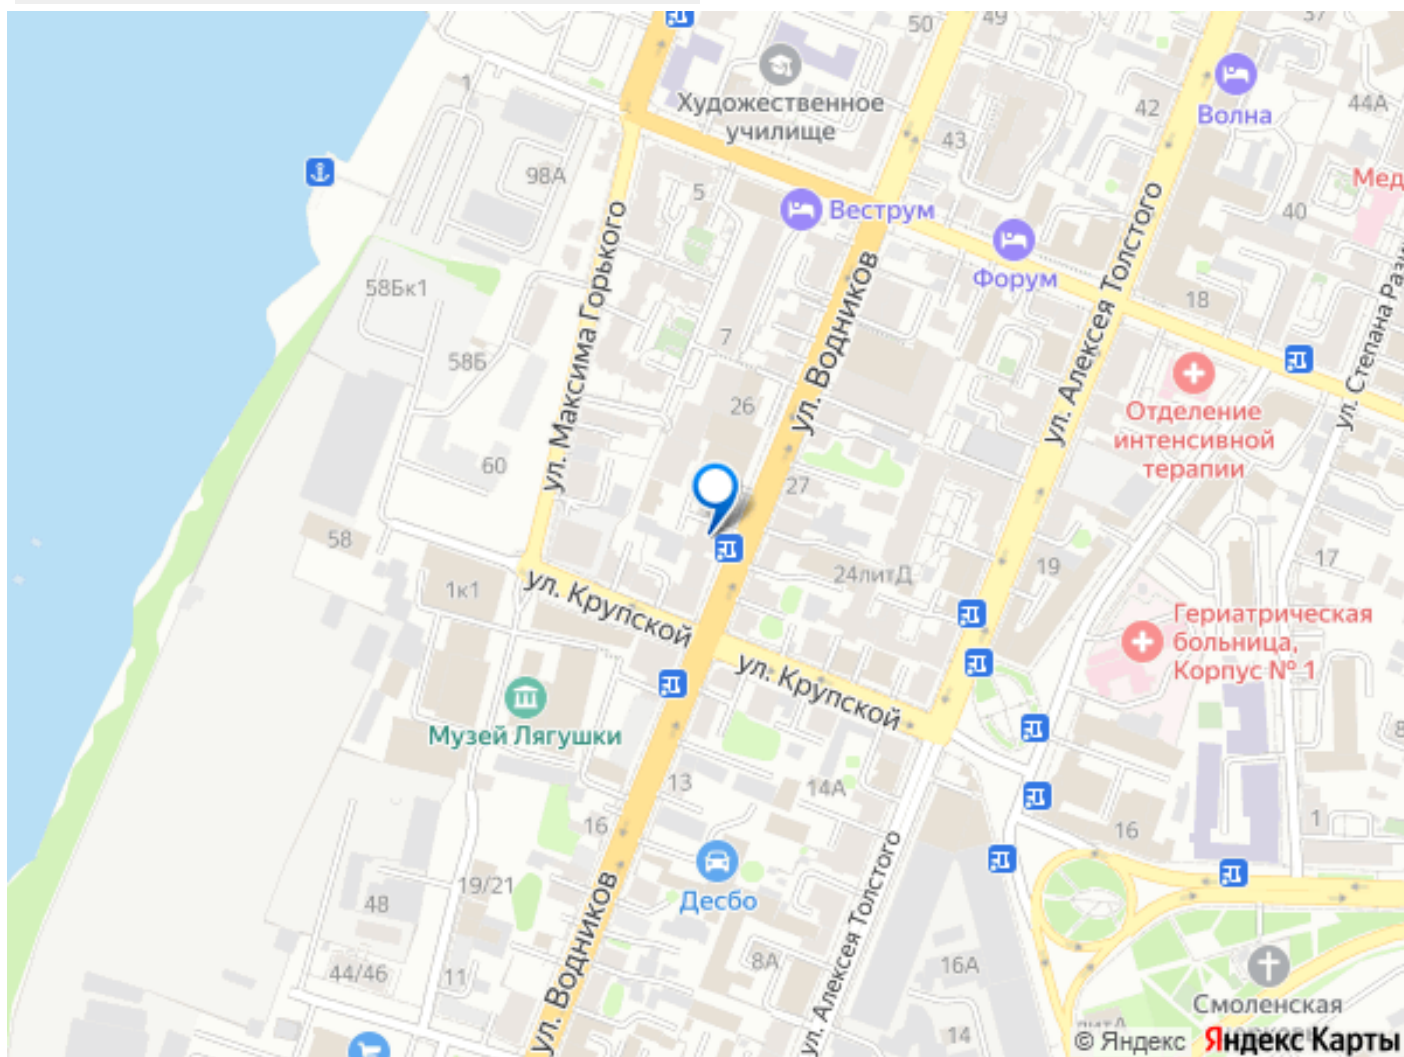 50
49
37
1
Художественное
училище
42
Волна
44А
43
98А
5
Мед
Веструм
40
Форум
ул. Максима Горького
ул. Водников
ул. Алексея Толстого
ул. Степана Рази
58Бк1
18
7
58Б
26
Отделение
интенсивной
терапии
60
27
58
24литД
19
17
1к1
ул. Крупской
Гериатрическая
больница,
Корпус № 1
ул. Крупской
Музей Лягушки
13
14А
8
16
16
1
Десбо
19/21
48
ул. Водников
ул. Алексея Толстого
8А
16А
44/46
11
Смоленская
14
© Яндекс Яндекс Карты